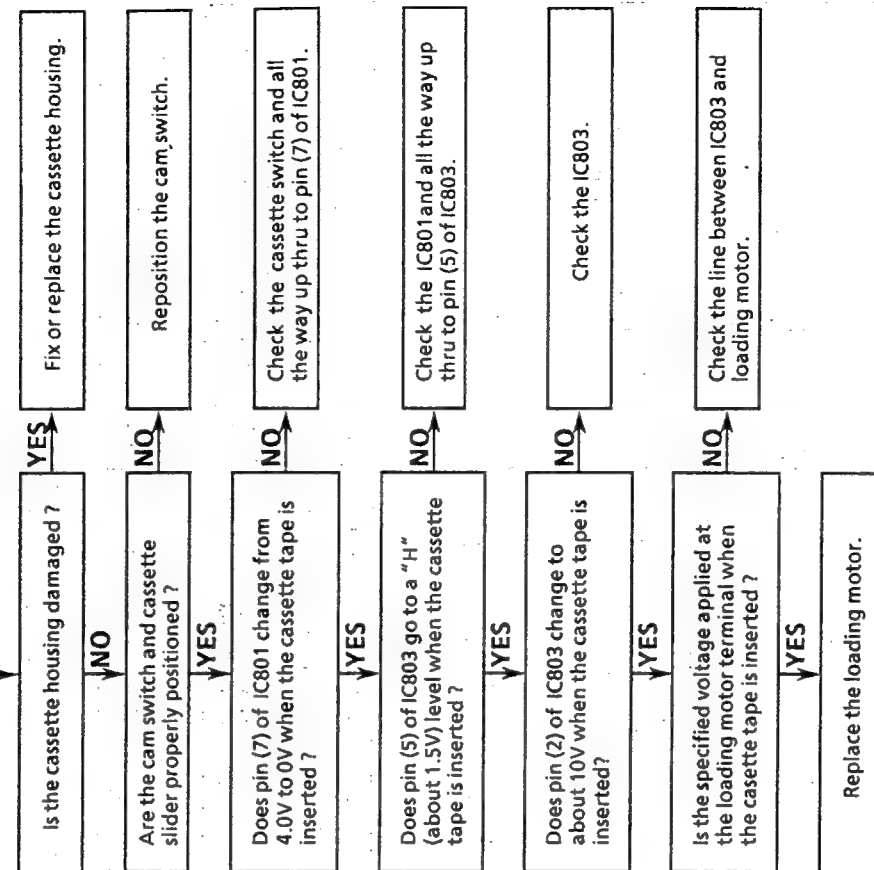 Is the cassette housing damaged ?
YES
Fix or replace the cassette housing.
NO
Are the cam switch and cassette
slider properly positioned ?
NO
Reposition the cam switch.
YES
Does pin (7) of IC801 change from
4.0V to 0V when the cassette tape is
inserted ?
NO
Check the cassette switch and all
the way up thru to pin (7) of IC801.
YES
Does pin (5) of IC803 go to a "H"
(about 1.5V) level when the cassette
tape is inserted ?
NO
Check the IC801 and all the way up
thru to pin (5) of IC803.
YES
Does pin (2) of IC803 change to
about 10V when the cassette tape is
inserted?
NO
Check the IC803.
YES
Is the specified voltage applied at
the loading motor terminal when
the casette tape is inserted ?
NO
Check the line between IC803 and
loading motor.
YES
Replace the loading motor.